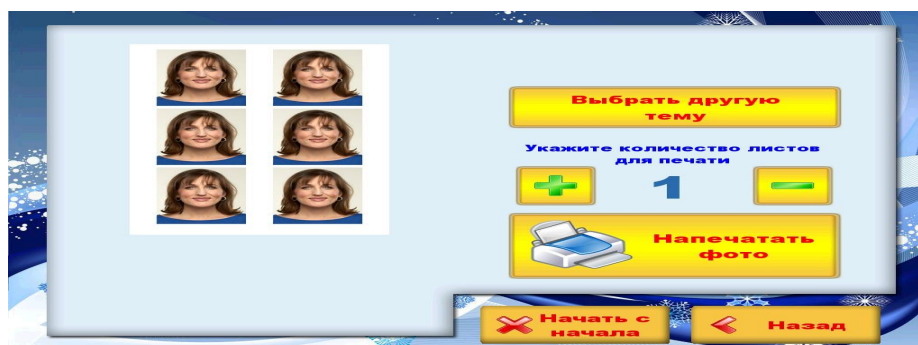 Выбрать другую
тему
Укажите количество листов
для печати
1
Напечатать
фото
Начать с
начала
Назад